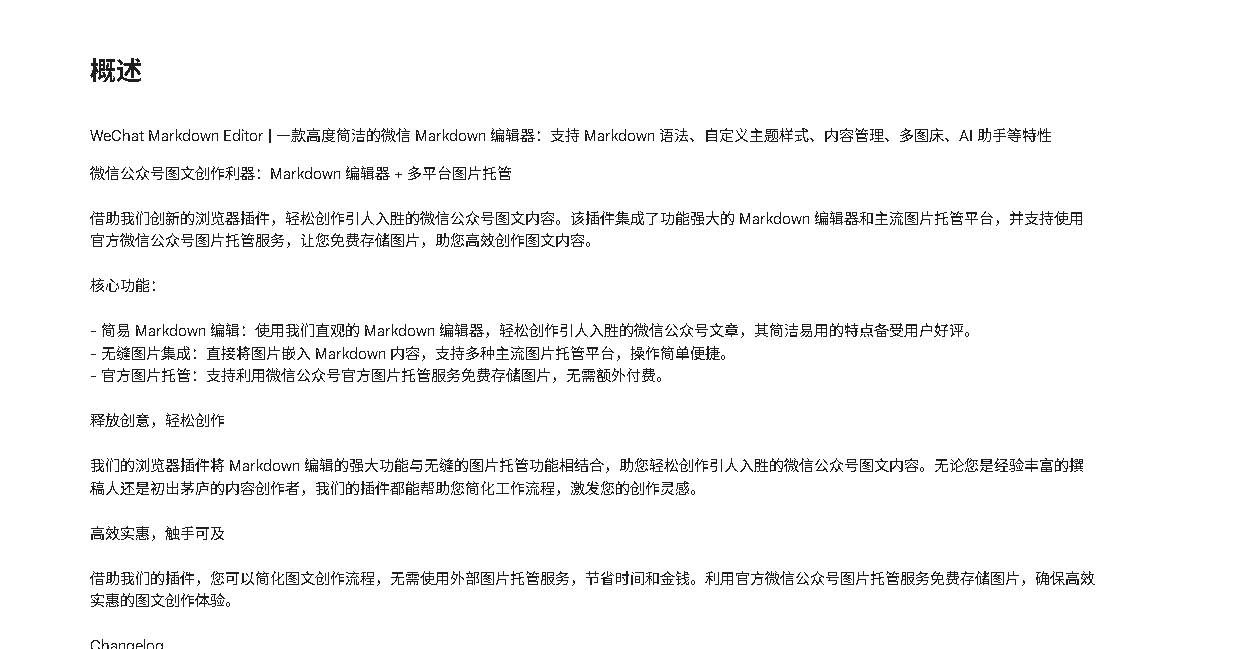 概述
WeChat Markdown Editor | 一款高度简洁的微信 Markdown 编辑器：支持 Markdown 语法、自定义主题样式、内容管理、多图床、AI 助手等特性
微信公众号图文创作利器：Markdown 编辑器 + 多平台图片托管
借助我们创新的浏览器插件，轻松创作引人入胜的微信公众号图文内容。该插件集成了功能强大的 Markdown 编辑器和主流图片托管平台，并支持使用
官方微信公众号图片托管服务，让您免费存储图片，助您高效创作图文内容。
核心功能：
- 简易 Markdown 编辑：使用我们直观的 Markdown 编辑器，轻松创作引人入胜的微信公众号文章，其简洁易用的特点备受用户好评。
- 无缝图片集成：直接将图片嵌入 Markdown 内容，支持多种主流图片托管平台，操作简单便捷。
- 官方图片托管：支持利用微信公众号官方图片托管服务免费存储图片，无需额外付费。
释放创意，轻松创作
我们的浏览器插件将 Markdown 编辑的强大功能与无缝的图片托管功能相结合，助您轻松创作引人入胜的微信公众号图文内容。无论您是经验丰富的撰
稿人还是初出茅庐的内容创作者，我们的插件都能帮助您简化工作流程，激发您的创作灵感。
高效实惠，触手可及
借助我们的插件，您可以简化图文创作流程，无需使用外部图片托管服务，节省时间和金钱。利用官方微信公众号图片托管服务免费存储图片，确保高效
实惠的图文创作体验。
Changelog